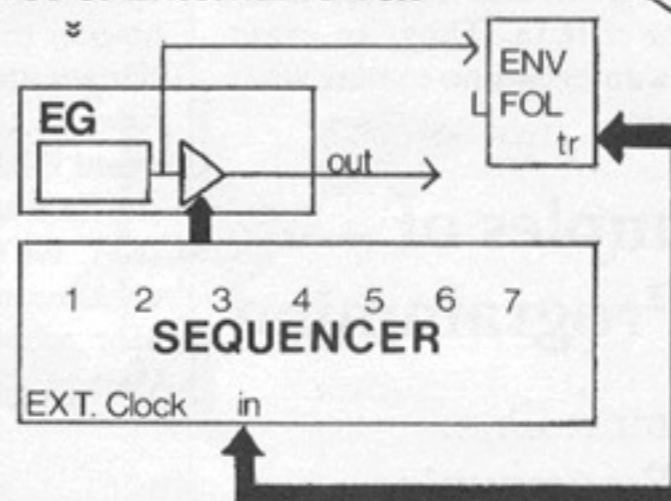 ENV
EG
L FOL
tr
out
1 2 3 4 5 6 7
SEQUENCER
EXT. Clock in